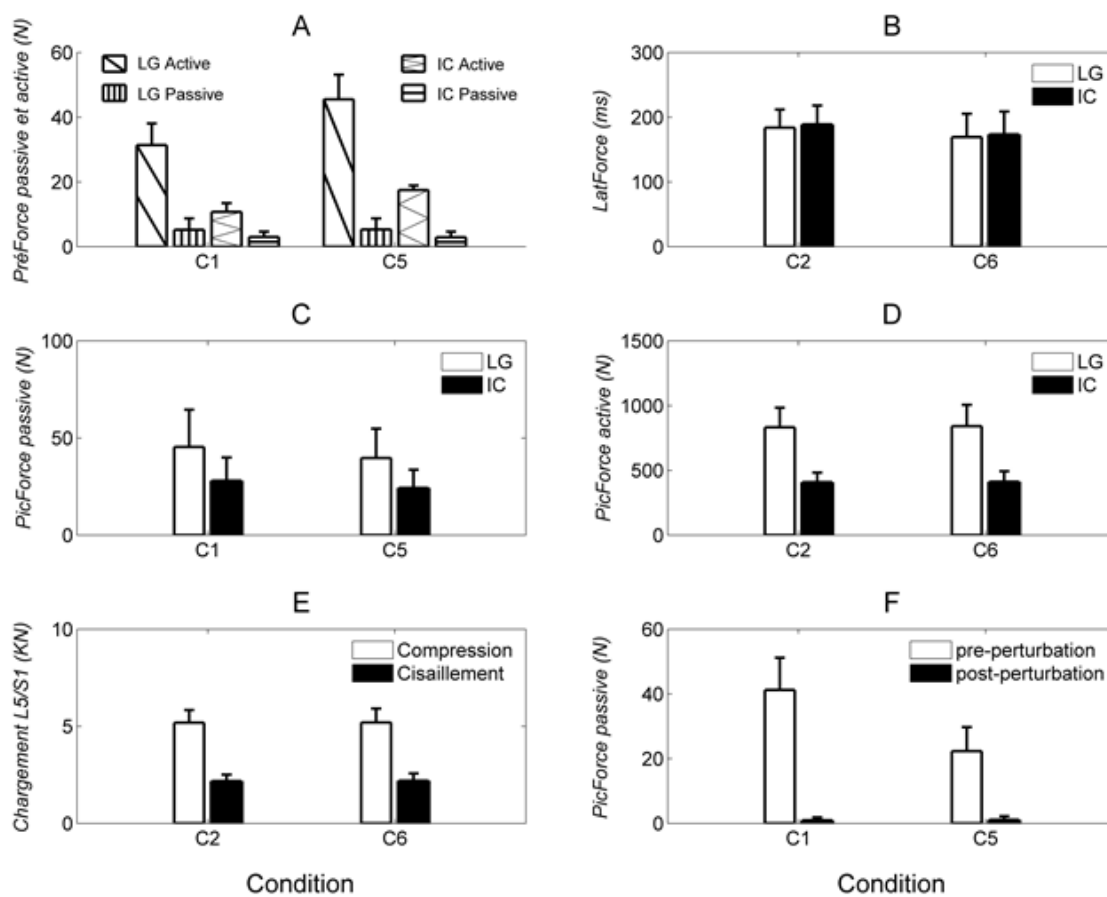 A
PréForce passive et active (N)
60
40
20
0
LG Active
IC Active
LG Passive
IC Passive
C1
C5
B
LatForce (ms)
300
200
100
0
LG
IC
C2
C6
C
PicForce passive (N)
100
50
0
LG
IC
C1
C5
D
PicForce active (N)
1500
1000
500
0
LG
IC
C2
C6
E
Chargement L5/S1 (KN)
10
5
0
Compression
Cisaillement
C2
C6
Condition
F
PicForce passive (N)
60
40
20
0
pre-perturbation
post-perturbation
C1
C5
Condition